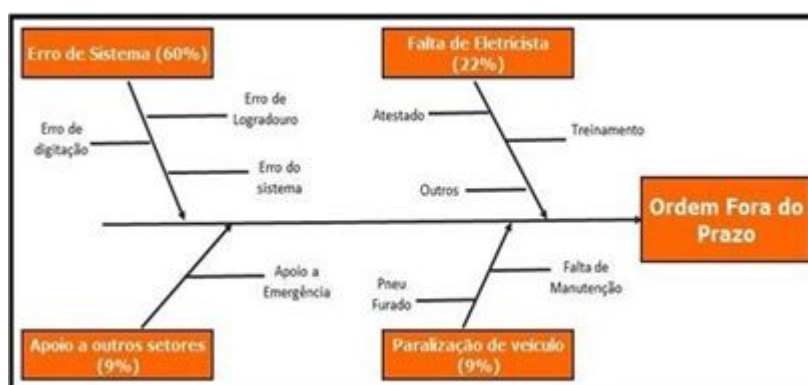 Erro de Sistema (60%)
Falta de Eletricista
(22%)
Erro de
Logradouro
Erro de
digitação
Erro do
sistema
Atestado
Treinamento
Outros
Ordem Fora do
Prazo
Apoio a
Emergência
Pneu
Furado
Falta de
Manutenção
Apoio a outros setores
(9%)
Paralização de veículo
(9%)